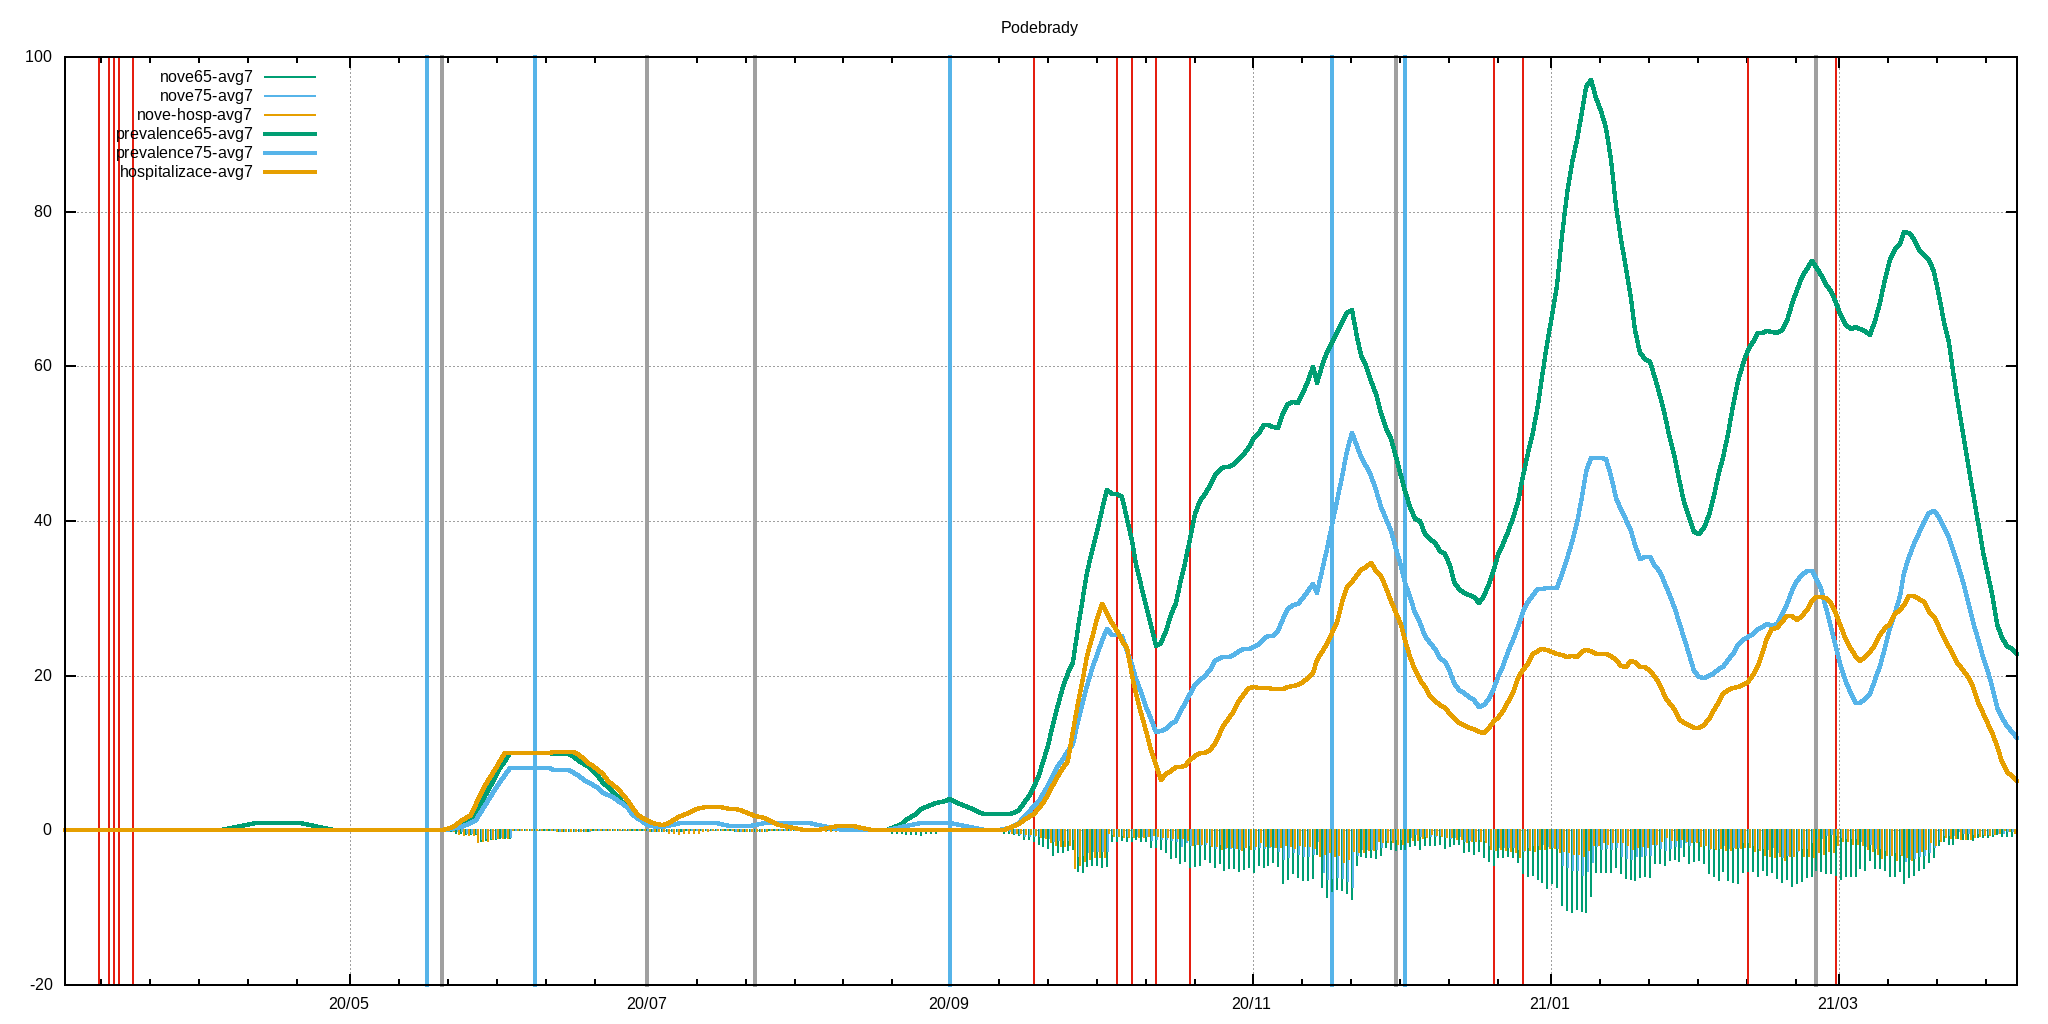 Podebrady
100
nove65-avg7
nove75-avg7
nove-hosp-avg7
prevalence65-avg7
prevalence75-avg7
hospitalizace-avg7
80
60
40
20
0
-20
20/05 20/07 20/09 20/11 21/01 21/03